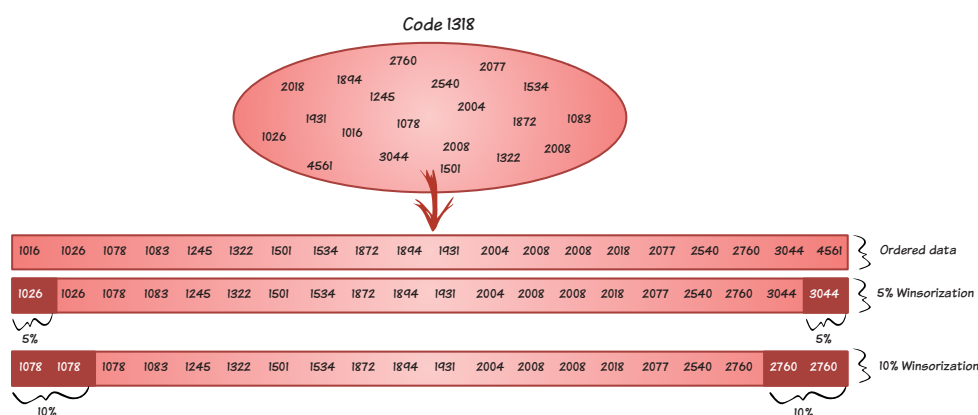 Code 1318
2760
2077
2018 1894 2540 1534
1245
2004
1931 1078 1872 1083
1026 1016
3044 2008 1322 2008
4561 1501
1016 1026 1078 1083 1245 1322 1501 1534 1872 1894 1931 2004 2008 2008 2018 2077 2540 2760 3044 4561 Ordered data
1026 1026 1078 1083 1245 1322 1501 1534 1872 1894 1931 2004 2008 2008 2018 2077 2540 2760 3044 3044 5% Winsorization
5% 5%
1078 1078 1078 1083 1245 1322 1501 1534 1872 1894 1931 2004 2008 2008 2018 2077 2540 2760 2760 2760 10% Winsorization
10% 10%